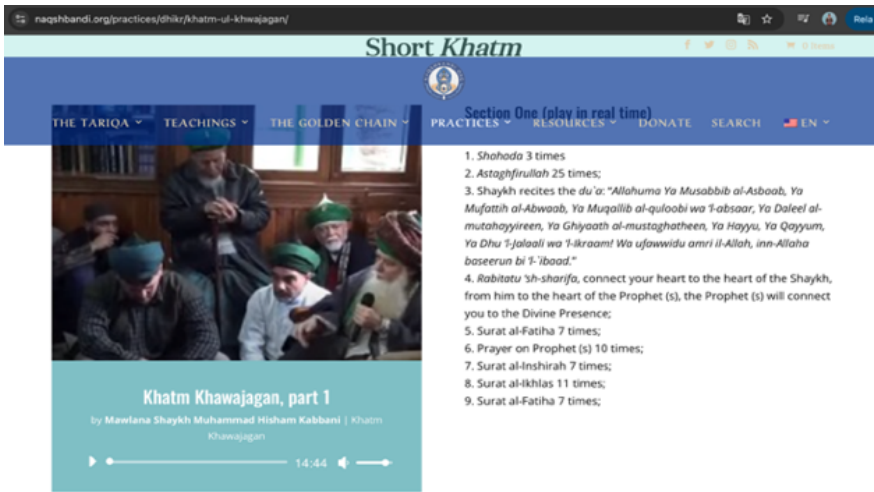 naqshbandi.org/practices/dhikr/khatm-ul-khwajagan/
Rela
Short Khatm
0 Items
THE TARIQA
TEACHINGS
THE GOLDEN CHAIN
PRACTICES
RESOURCES
DONATE
SEARCH
EN
Section One (play in real time)
1. Shahada 3 times
2. Astaghfirullah 25 times;
3. Shaykh recites the du`a: “Allahuma Ya Musabbib al-Asbaab, Ya
Mufattih al-Abwaab, Ya Muqallib al-quloobi wa ‘l-absaar, Ya Daleel al-
mutahayyireen, Ya Ghiyaath al-mustaghatheen, Ya Hayyu, Ya Qayyum,
Ya Dhu ‘l-Jalaali wa ‘l-Ikraam! Wa ufawwidu amri il-Allah, inn-Allaha
baseerun bi ‘l-`ibaad.”
4. Rabitatu ‘sh-sharifa, connect your heart to the heart of the Shaykh,
from him to the heart of the Prophet (s), the Prophet (s) will connect
you to the Divine Presence;
5. Surat al-Fatiha 7 times;
6. Prayer on Prophet (s) 10 times;
7. Surat al-Inshirah 7 times;
8. Surat al-Ikhlas 11 times;
9. Surat al-Fatiha 7 times;
Khatm Khawajagan, part 1
by Mawlana Shaykh Muhammad Hisham Kabbani | Khatm
Khawajagan
14:44